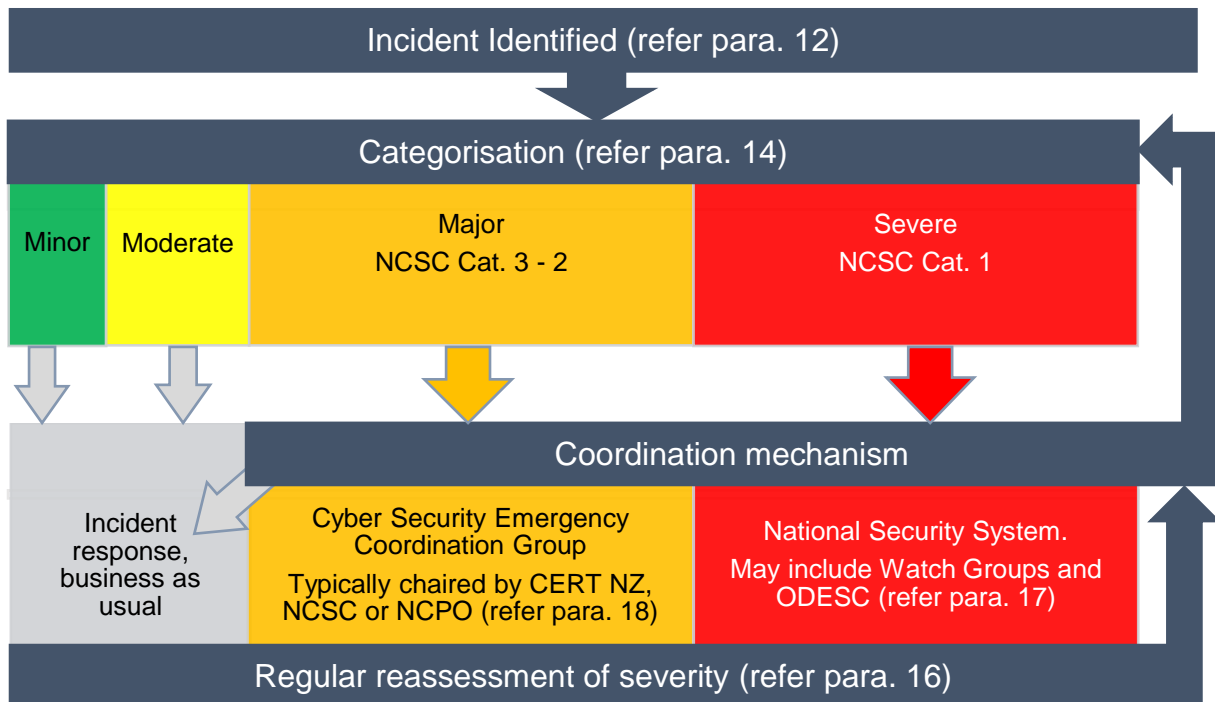 Incident Identified (refer para. 12)
Categorisation (refer para. 14)
Minor
Moderate
Major
NCSC Cat. 3 - 2
Severe
NCSC Cat. 1
Coordination mechanism
Incident
response,
business as
usual
Cyber Security Emergency
Coordination Group
Typically chaired by CERT NZ,
NCSC or NCPO (refer para. 18)
National Security System.
May include Watch Groups and
ODESC (refer para. 17)
Regular reassessment of severity (refer para. 16)